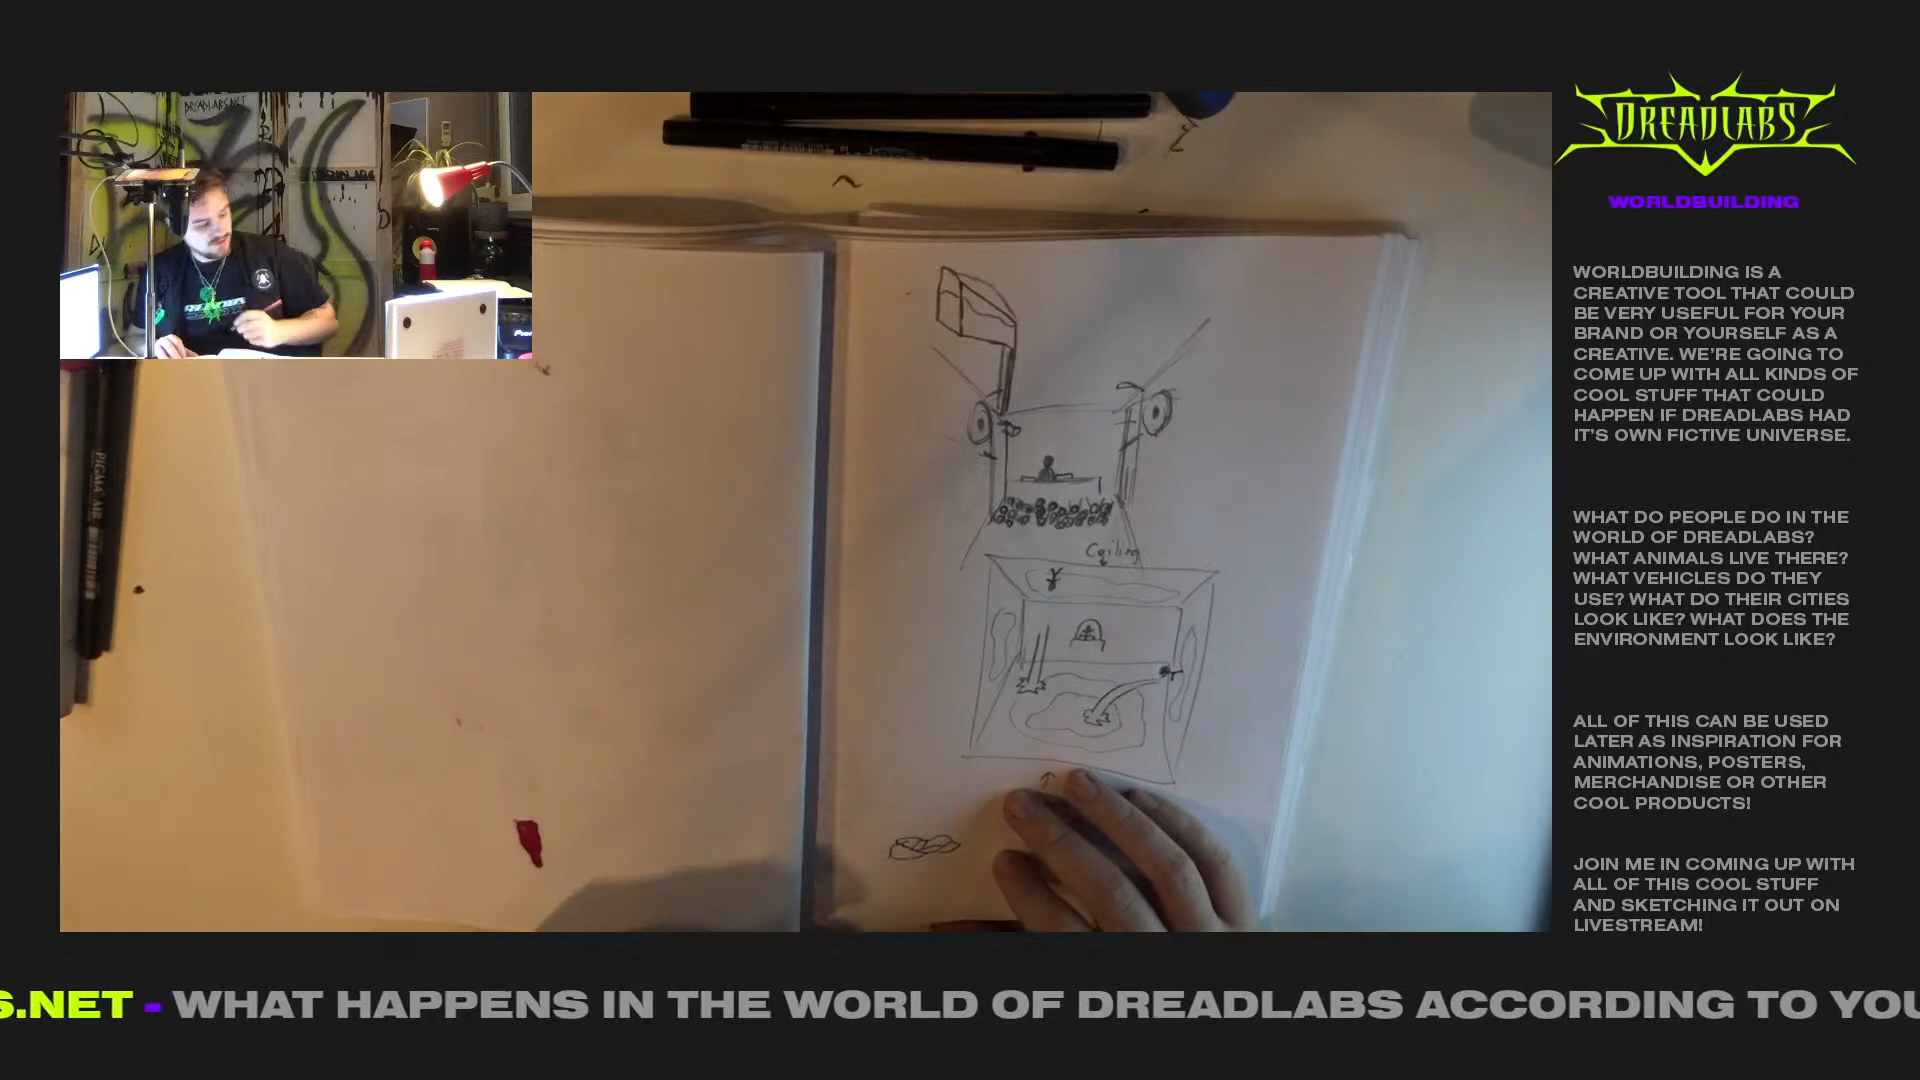 DREADLABS.NET
DREADLABS
WORLDBUILDING
WORLDBUILDING IS A
CREATIVE TOOL THAT COULD
BE VERY USEFUL FOR YOUR
BRAND OR YOURSELF AS A
CREATIVE. WE'RE GOING TO
COME UP WITH ALL KINDS OF
COOL STUFF THAT COULD
HAPPEN IF DREADLABS HAD
IT'S OWN FICTIVE UNIVERSE.
WHAT DO PEOPLE DO IN THE
WORLD OF DREADLABS?
WHAT ANIMALS LIVE THERE?
WHAT VEHICLES DO THEY
USE? WHAT DO THEIR CITIES
LOOK LIKE? WHAT DOES THE
ENVIRONMENT LOOK LIKE?
ALL OF THIS CAN BE USED
LATER AS INSPIRATION FOR
ANIMATIONS, POSTERS,
MERCHANDISE OR OTHER
COOL PRODUCTS!
JOIN ME IN COMING UP WITH
ALL OF THIS COOL STUFF
AND SKETCHING IT OUT ON
LIVESTREAM!
Ceiling
PIGMA MB
S.NET - WHAT HAPPENS IN THE WORLD OF DREADLABS ACCORDING TO YOU